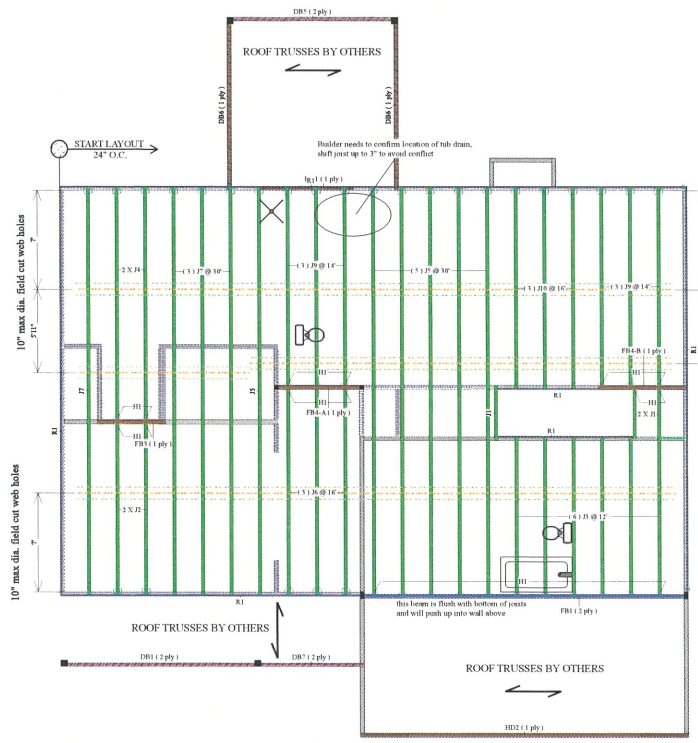 DB5 ( 2 ply )
ROOF TRUSSES BY OTHERS
DB6 ( 1 ply )
DB6 ( 1 ply )
START LAYOUT
24" O.C.
Builder needs to confirm location of tub drain,
shift joist up to 3" to avoid conflict
( 1 ply )
10" max dia. field cut web holes
7'
5'11"
2 X J4
( 3 ) J7 @ 30'
( 3 ) J9 @ 14'
( 5 ) J5 @ 30'
( 3 ) J10 @ 16'
( 3 ) J9 @ 14'
FB4-B ( 1 ply )
R1
H1
H1
J7
J5
H1
H1
FB4-A ( 1 ply )
R1
J1
R1
H1
2 X J1
H1
H1
FB3 ( 1 ply )
R1
10" max dia. field cut web holes
7'
( 3 ) J6 @ 16'
2 X J2
( 6 ) J3 @ 12'
H1
R1
this beam is flush with bottom of joists
and will push up into wall above
FB1 ( 2 ply )
ROOF TRUSSES BY OTHERS
DB1 ( 2 ply )
DB7 ( 2 ply )
ROOF TRUSSES BY OTHERS
HD2 ( 1 ply )